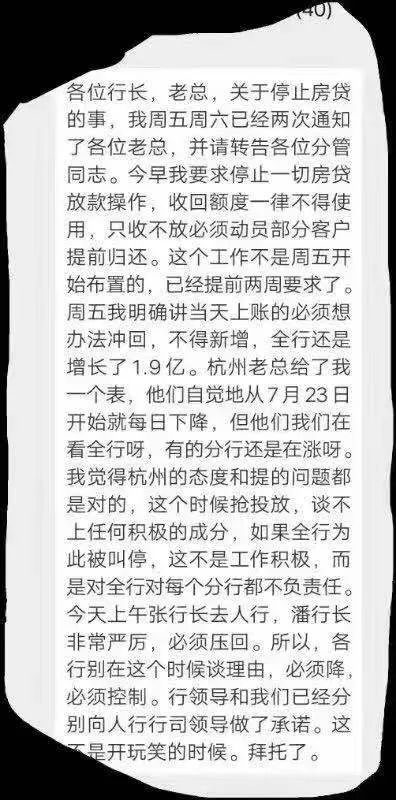 (40)
各位行长，老总，关于停止房贷
的事，我周五周六已经两次通知
了各位老总，并请转告各位分管
同志。今早我要求停止一切房贷
放款操作，收回额度一律不得使
用，只收不放必须动员部分客户
提前归还。这个工作不是周五开
始布置的，已经提前两周要求了。
周五我明确讲当天上账的必须想
办法冲回，不得新增，全行还是
增长了1.9亿。杭州老总给了我
一个表，他们自觉地从7月23日
开始就每日下降，但他们我们在
看全行呀，有的分行还是在涨呀。
我觉得杭州的态度和提的问题都
是对的，这个时候抢投放，谈不
上任何积极的成分，如果全行为
此被叫停，这不是工作积极，而
是对全行对每个分行都不负责任。
今天上午张行长去人行，潘行长
非常严厉，必须压回。所以，各
行别在这个时候谈理由，必须降，
必须控制。行领导和我们已经分
别向人行行司领导做了承诺。这
不是开玩笑的时候。拜托了。